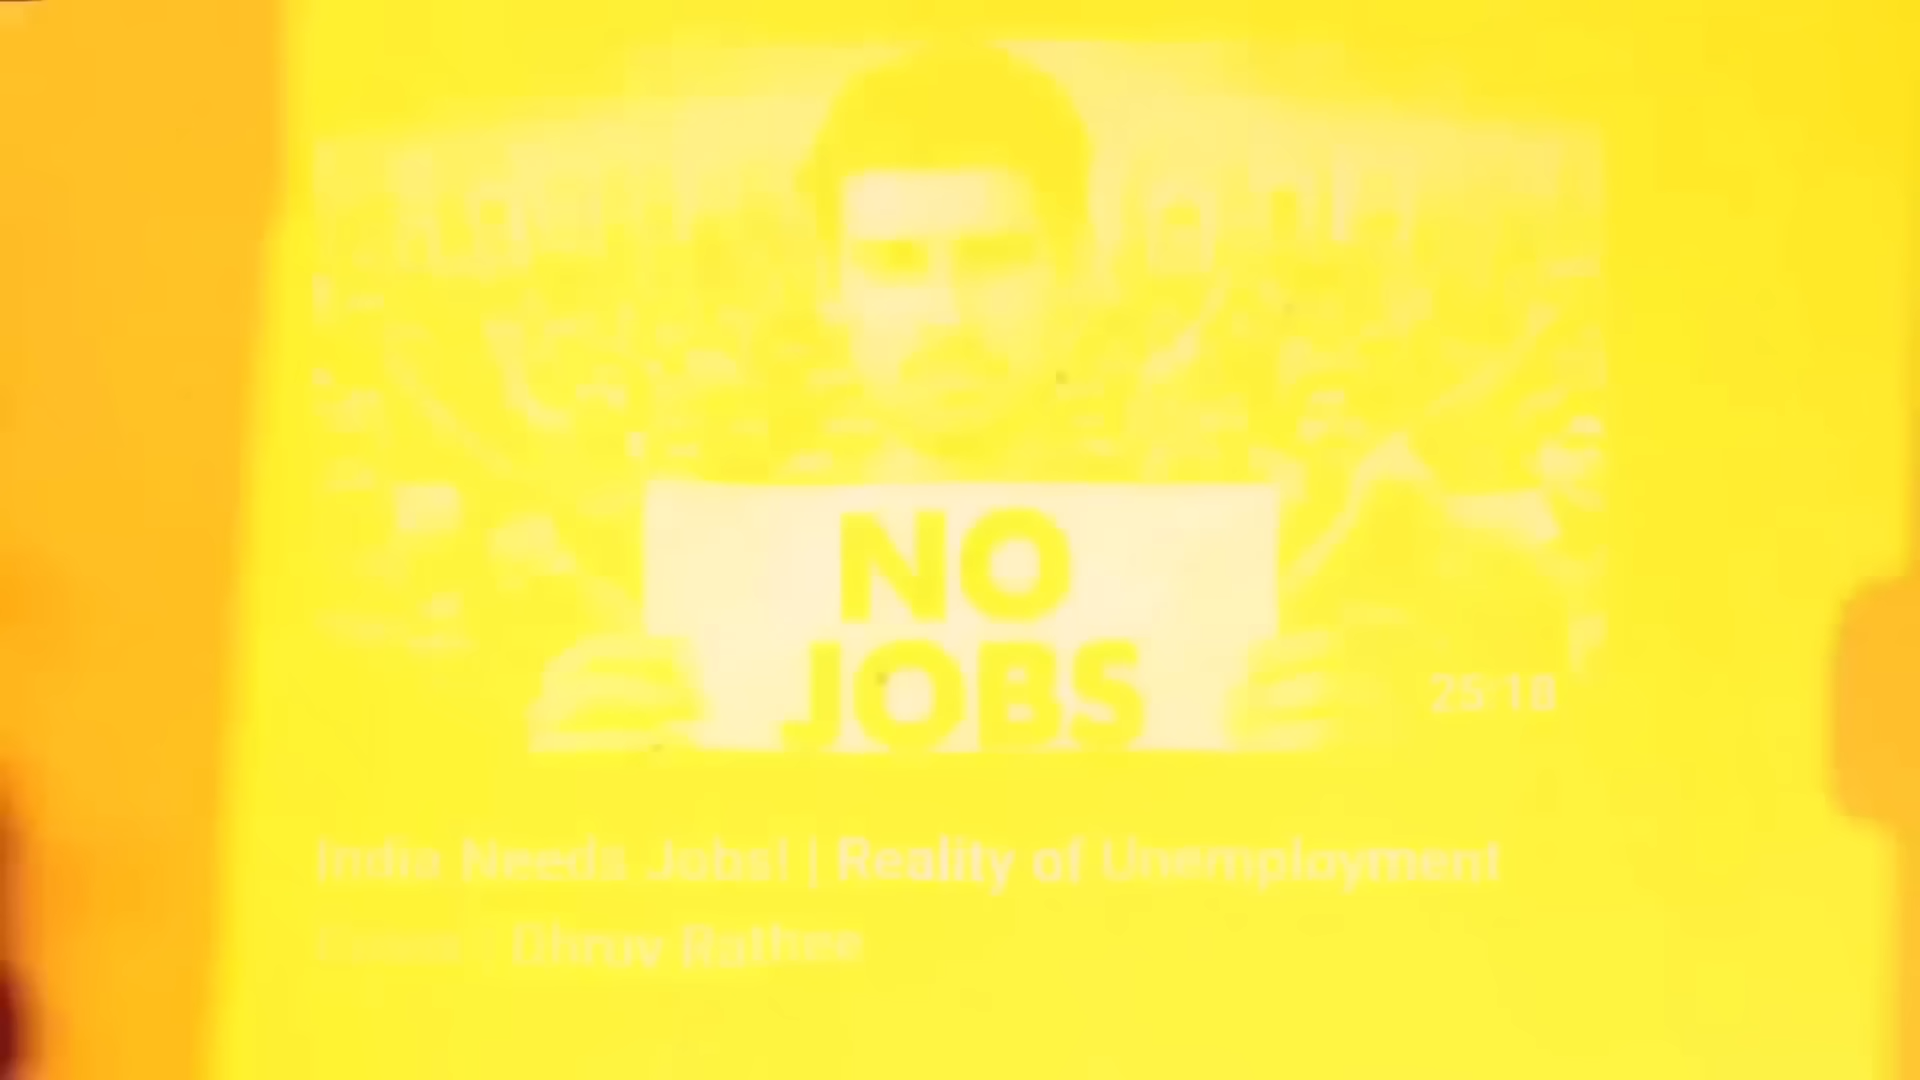 NO
JOBS
25:18
India Needs Jobs! | Reality of Unemployment
| Dhruv Rathee